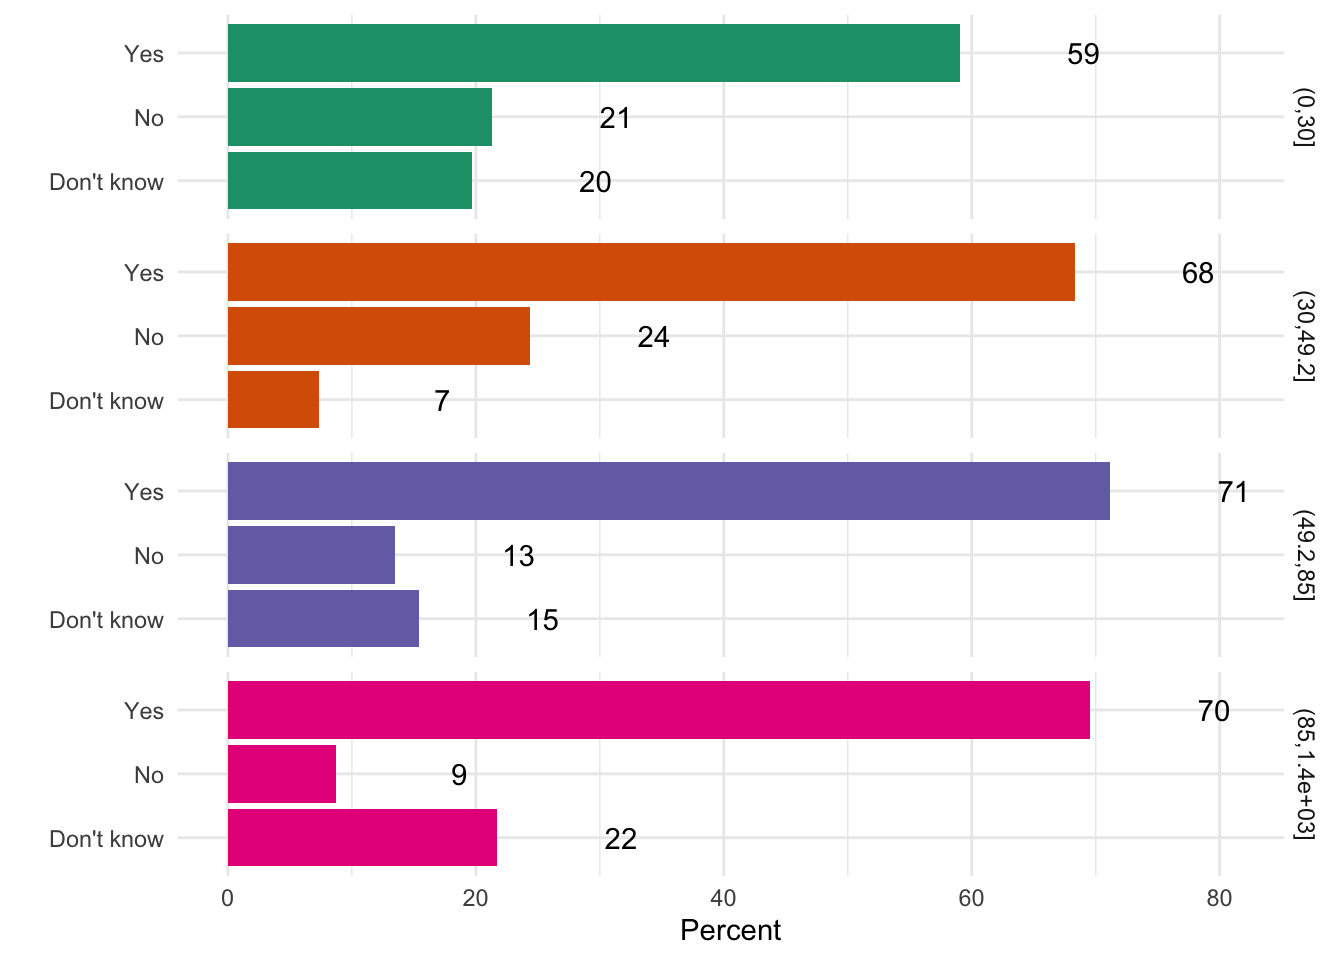 Yes 59
No 21
Don't know 20
(0,30]
Yes 68
No 24
Don't know 7
(30,49.2]
Yes 71
No 13
Don't know 15
(49.2,85]
Yes 70
No 9
Don't know 22
(85,1.4e+03]
0 20 40 60 80
Percent